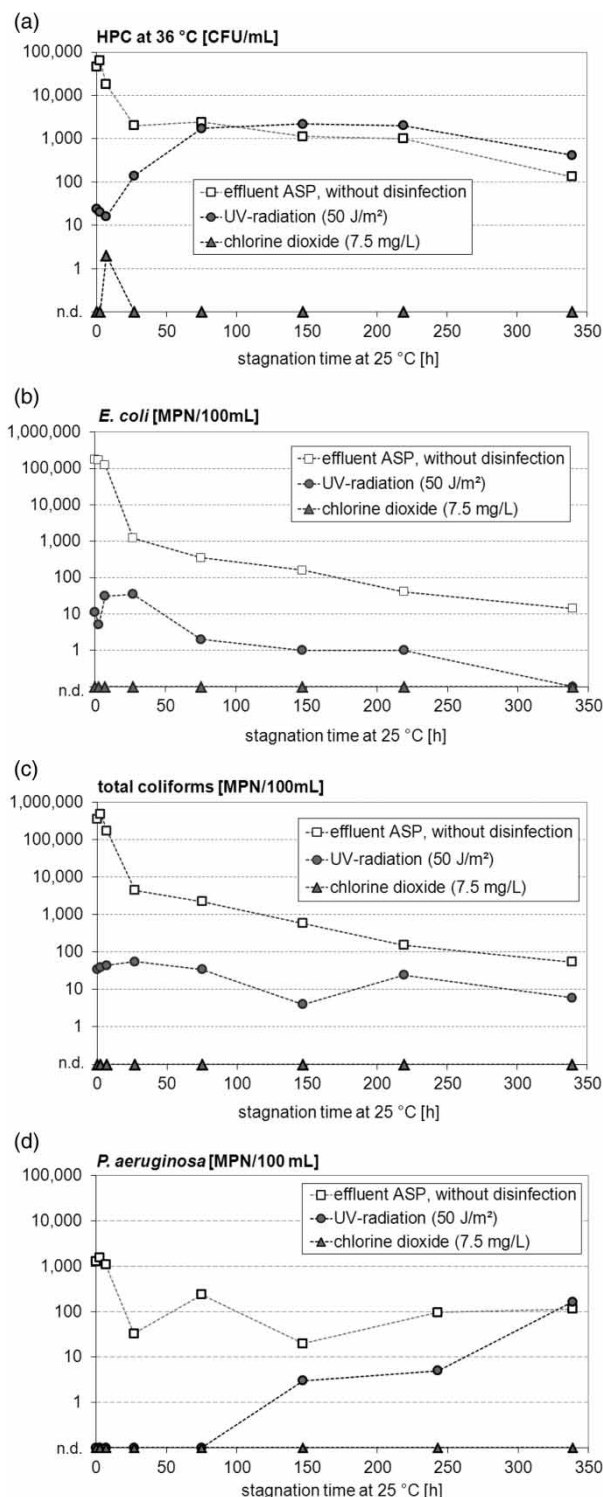 (a)
HPC at 36 °C [CFU/mL]
100,000
10,000
1,000
100
10
1
n.d.
effluent ASP, without disinfection
UV-radiation (50 J/m²)
chlorine dioxide (7.5 mg/L)
0 50 100 150 200 250 300 350
stagnation time at 25 °C [h]
(b)
E. coli [MPN/100mL]
1,000,000
100,000
10,000
1,000
100
10
1
n.d.
effluent ASP, without disinfection
UV-radiation (50 J/m²)
chlorine dioxide (7.5 mg/L)
0 50 100 150 200 250 300 350
stagnation time at 25 °C [h]
(c)
total coliforms [MPN/100mL]
1,000,000
100,000
10,000
1,000
100
10
1
n.d.
effluent ASP, without disinfection
UV-radiation (50 J/m²)
chlorine dioxide (7.5 mg/L)
0 50 100 150 200 250 300 350
stagnation time at 25 °C [h]
(d)
P. aeruginosa [MPN/100 mL]
100,000
10,000
1,000
100
10
1
n.d.
effluent ASP, without disinfection
UV-radiation (50 J/m²)
chlorine dioxide (7.5 mg/L)
0 50 100 150 200 250 300 350
stagnation time at 25 °C [h]